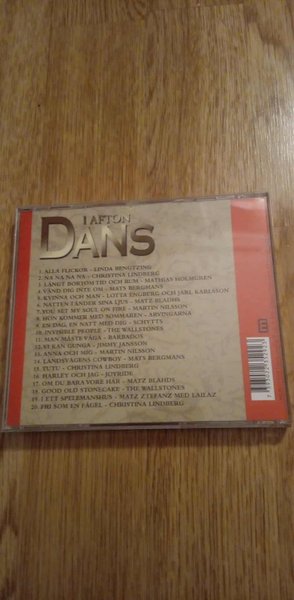 I AFTON
DANS
1. ALLA FLICKOR - LINDA BENGTZING
2. NA NA NA NA - CHRISTINA LINDBERG
3. LÅNGT BORTOM TID OCH RUM - MATHIAS HOLMGREN
4. VÄND DIG INTE OM - MATS BERGMANS
5. KVINNA OCH MAN - LOTTA ENGBERG OCH JARL KARLSSON
6. NATTEN TÄNDER SINA LJUS - MATZ BLADHS
7. YOU SET MY SOUL ON FIRE - MARTIN NILSSON
8. HON KOMMER MED SOMMAREN - ARVINGARNA
9. EN DAG, EN NATT MED DIG - SCHYTTS
10. INVISIBLE PEOPLE - THE WALLSTONES
11. MAN MÅSTE VÅGA - BARBADOS
12. VI KAN GUNGA - JIMMY JANSSON
13. ANNA OCH MIG - MARTIN NILSSON
14. LANDSVÄGENS COWBOY - MATS BERGMANS
15. TUTU - CHRISTINA LINDBERG
16. HARLEY OCH JAG - JOYRIDE
17. OM DU BARA VORE HÄR - MATZ BLADHS
18. GOOD OLD STONECAKE - THE WALLSTONES
19. I ETT SPELEMANSHUS - MATZ ZTEFANZ MED LAILAZ
20. FRI SOM EN FÅGEL - CHRISTINA LINDBERG